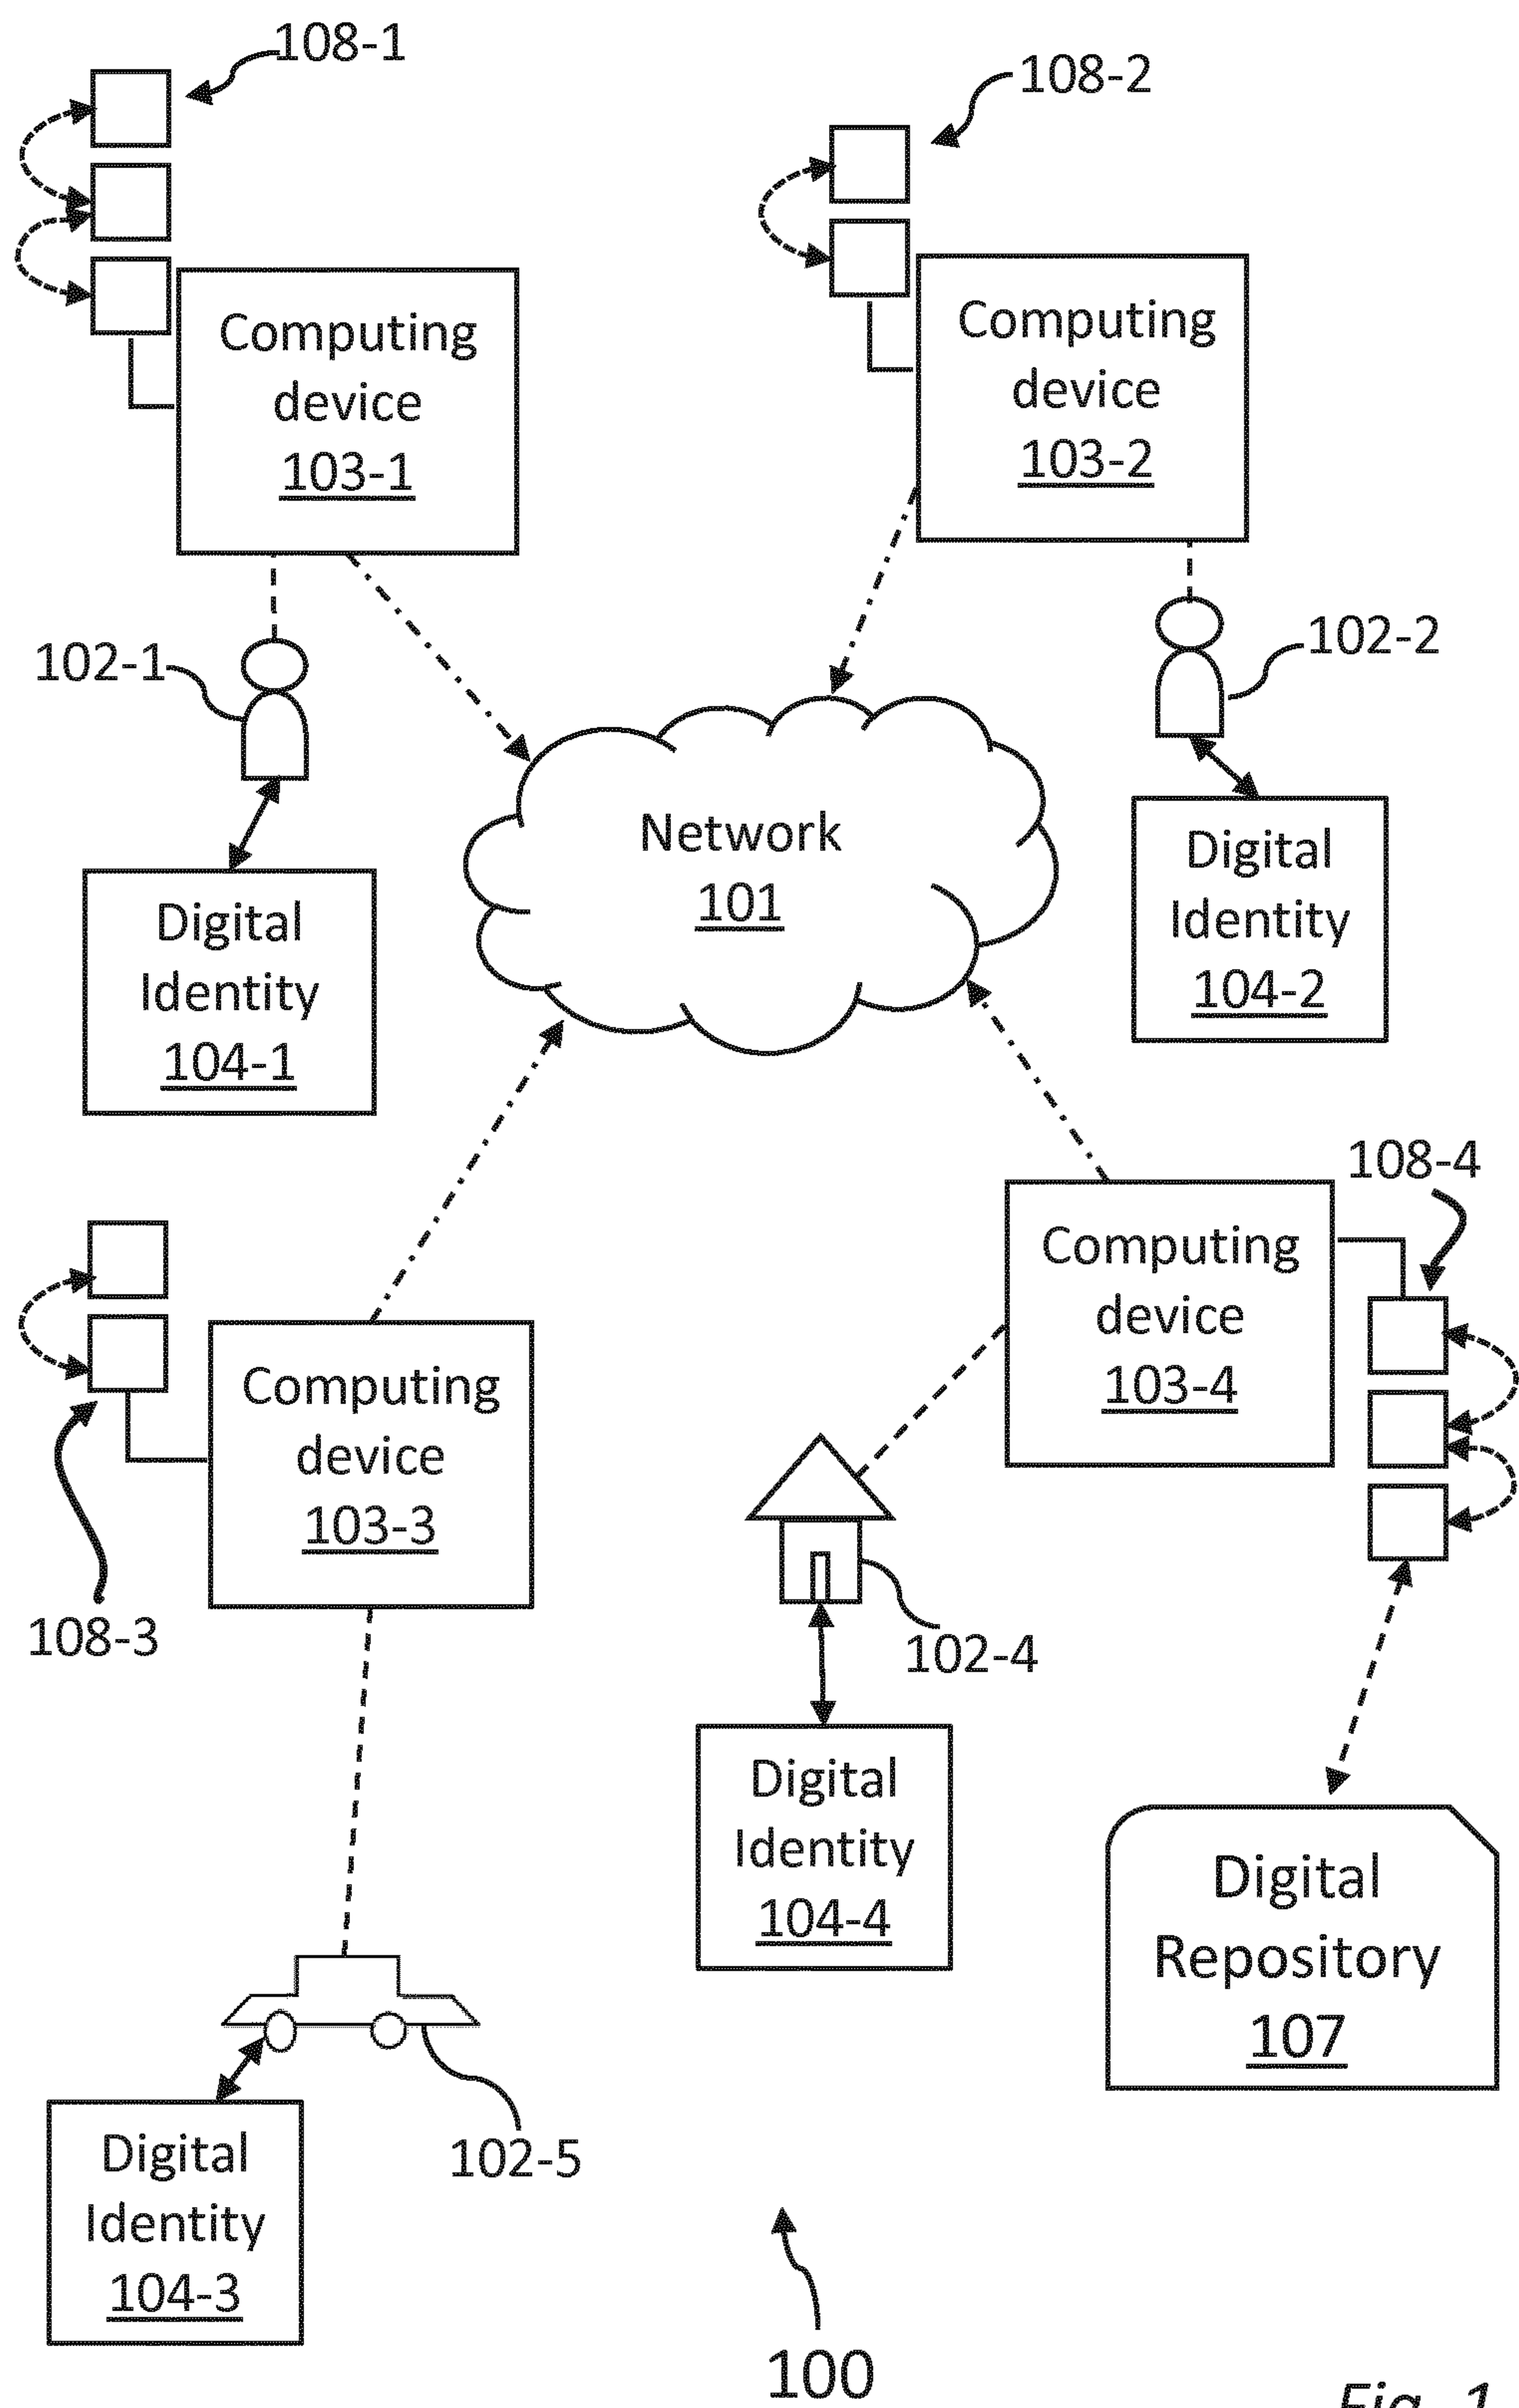 108-1
108-2
Computing
device
103-1
Computing
device
103-2
102-1
102-2
Network
101
Digital
Identity
104-1
Digital
Identity
104-2
108-4
Computing
device
103-4
Computing
device
103-3
108-3
102-4
Digital
Identity
104-4
Digital
Repository
107
102-5
Digital
Identity
104-3
100
Fig. 1